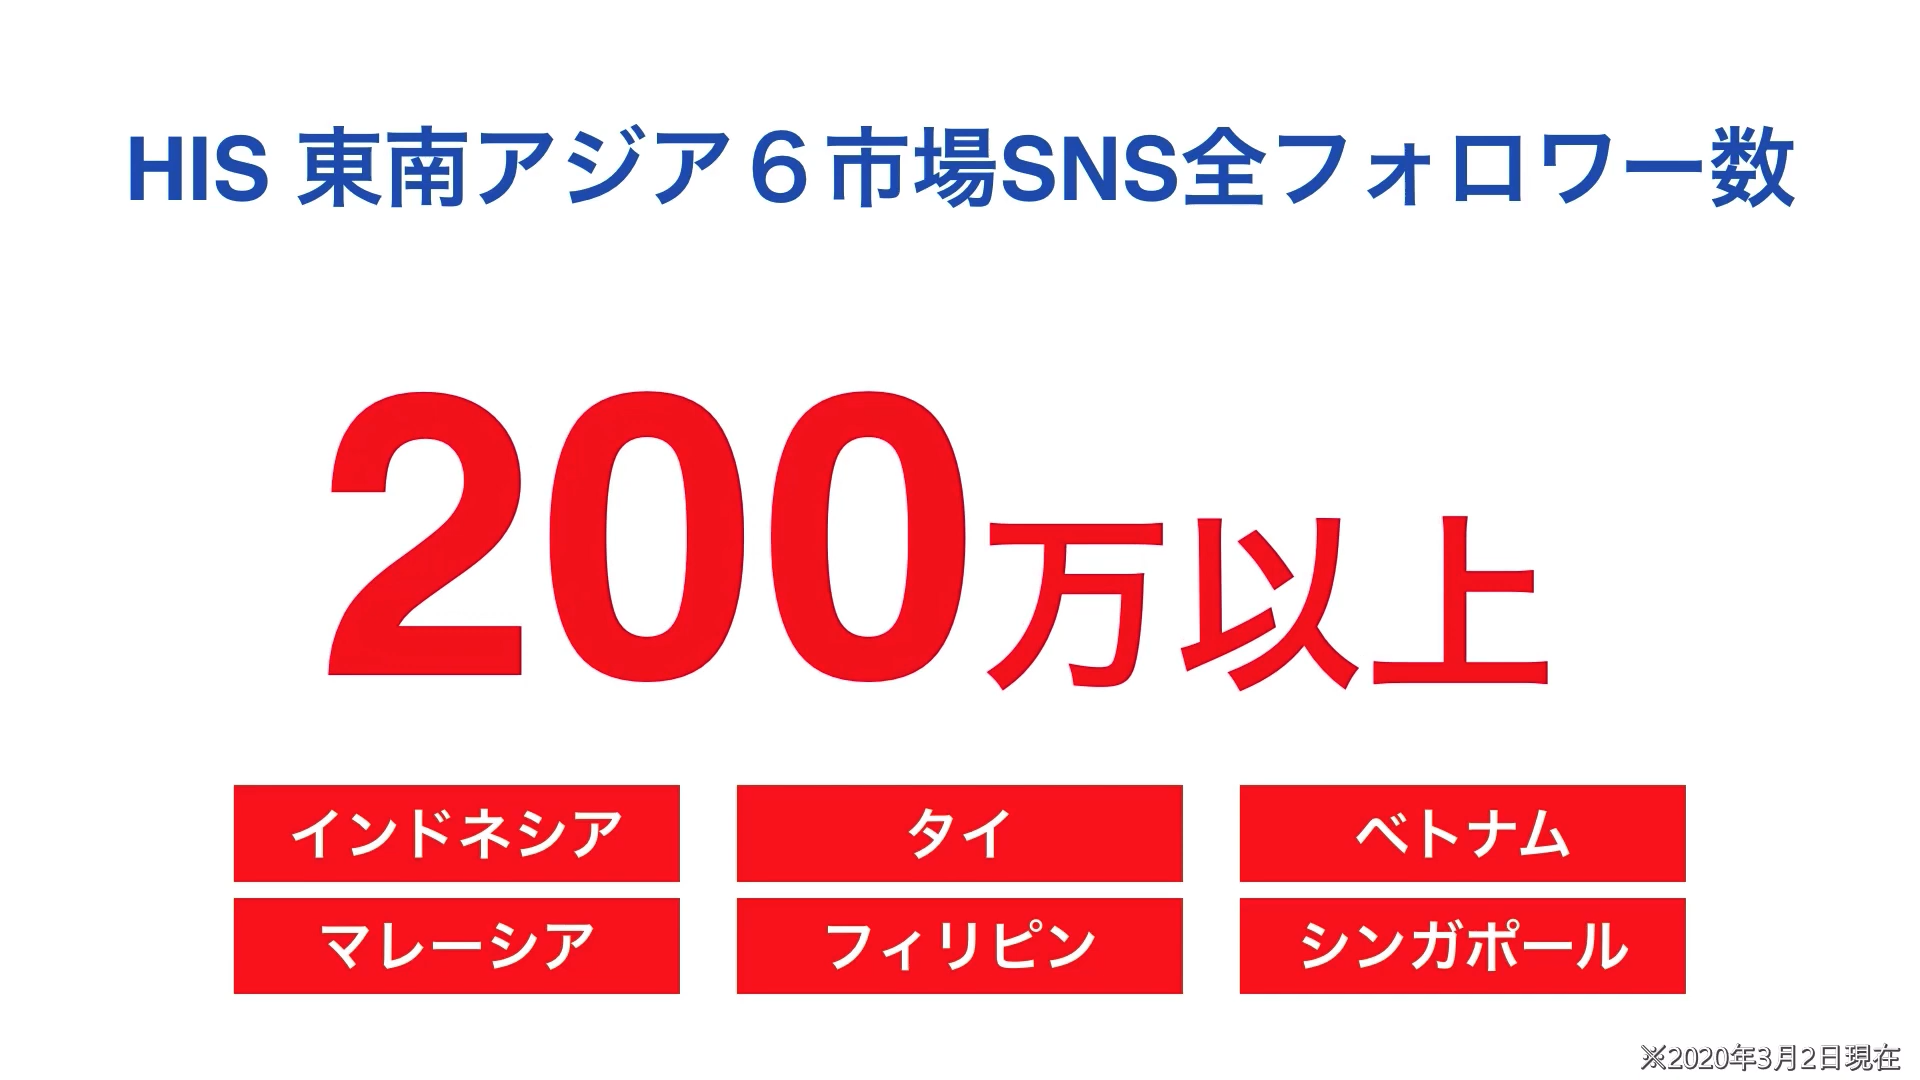 HIS 東南アジア６市場SNS全フォロワー数
200万以上
インドネシア
タイ
ベトナム
マレーシア
フィリピン
シンガポール
※2020年3月2日現在